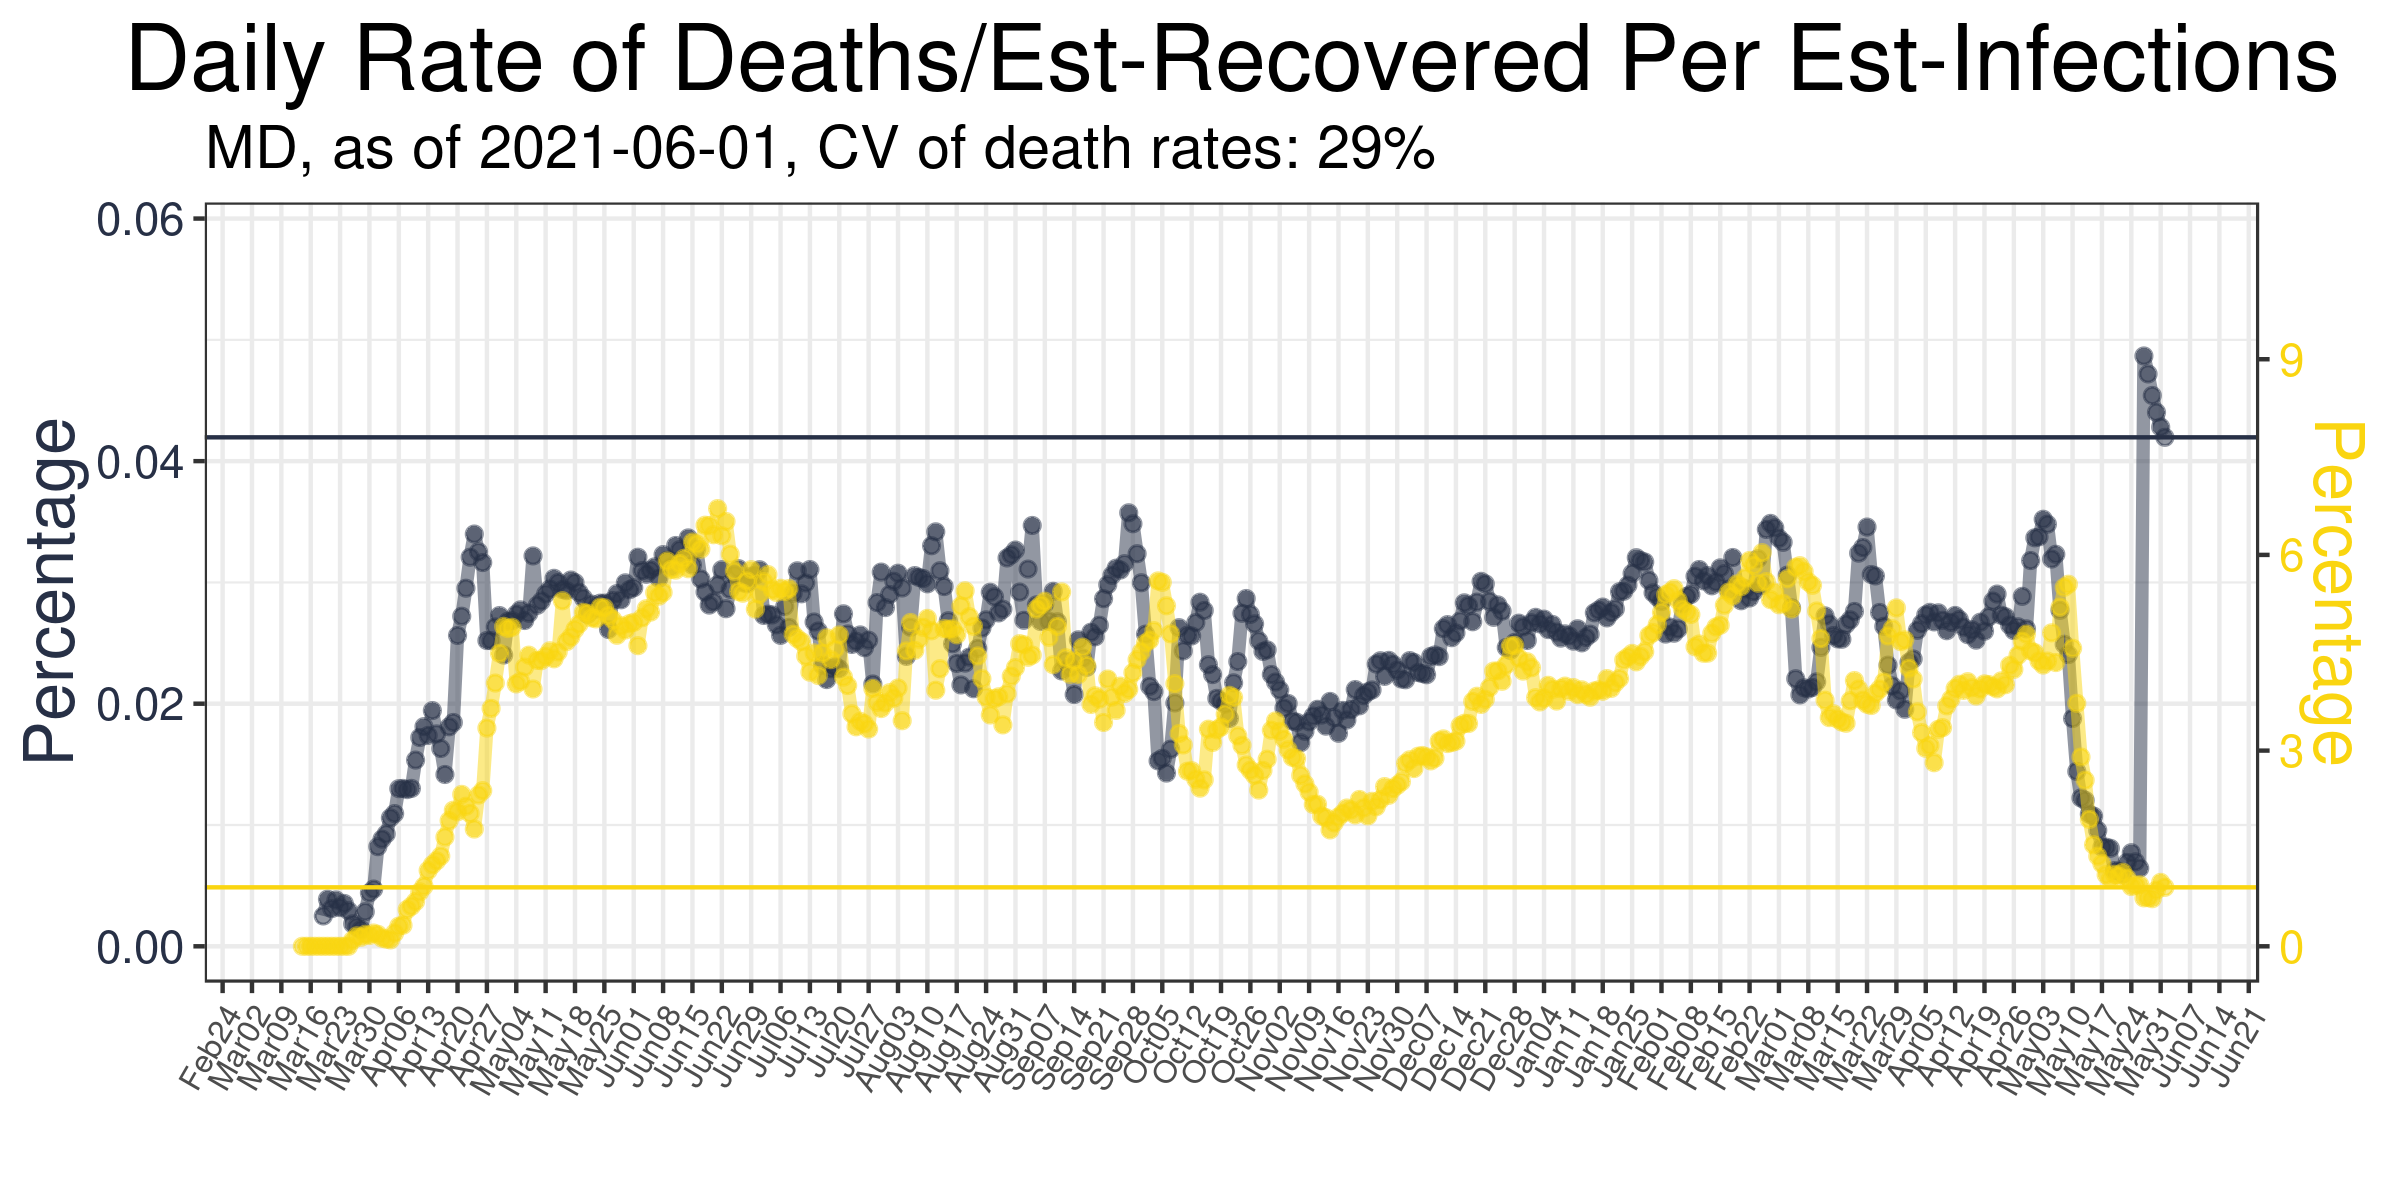 Daily Rate of Deaths/Est-Recovered Per Est-Infections
MD, as of 2021-06-01, CV of death rates: 29%
Percentage
0.06
0.04
0.02
0.00
9
6
3
0
Percentage
Feb24
Mar02
Mar09
Mar16
Mar23
Mar30
Apr06
Apr13
Apr20
Apr27
May04
May11
May18
May25
Jun01
Jun08
Jun15
Jun22
Jun29
Jul06
Jul13
Jul20
Jul27
Aug03
Aug10
Aug17
Aug24
Aug31
Sep07
Sep14
Sep21
Sep28
Oct05
Oct12
Oct19
Oct26
Nov02
Nov09
Nov16
Nov23
Nov30
Dec07
Dec14
Dec21
Dec28
Jan04
Jan11
Jan18
Jan25
Feb01
Feb08
Feb15
Feb22
Mar01
Mar08
Mar15
Mar22
Mar29
Apr05
Apr12
Apr19
Apr26
May03
May10
May17
May24
May31
Jun07
Jun14
Jun21